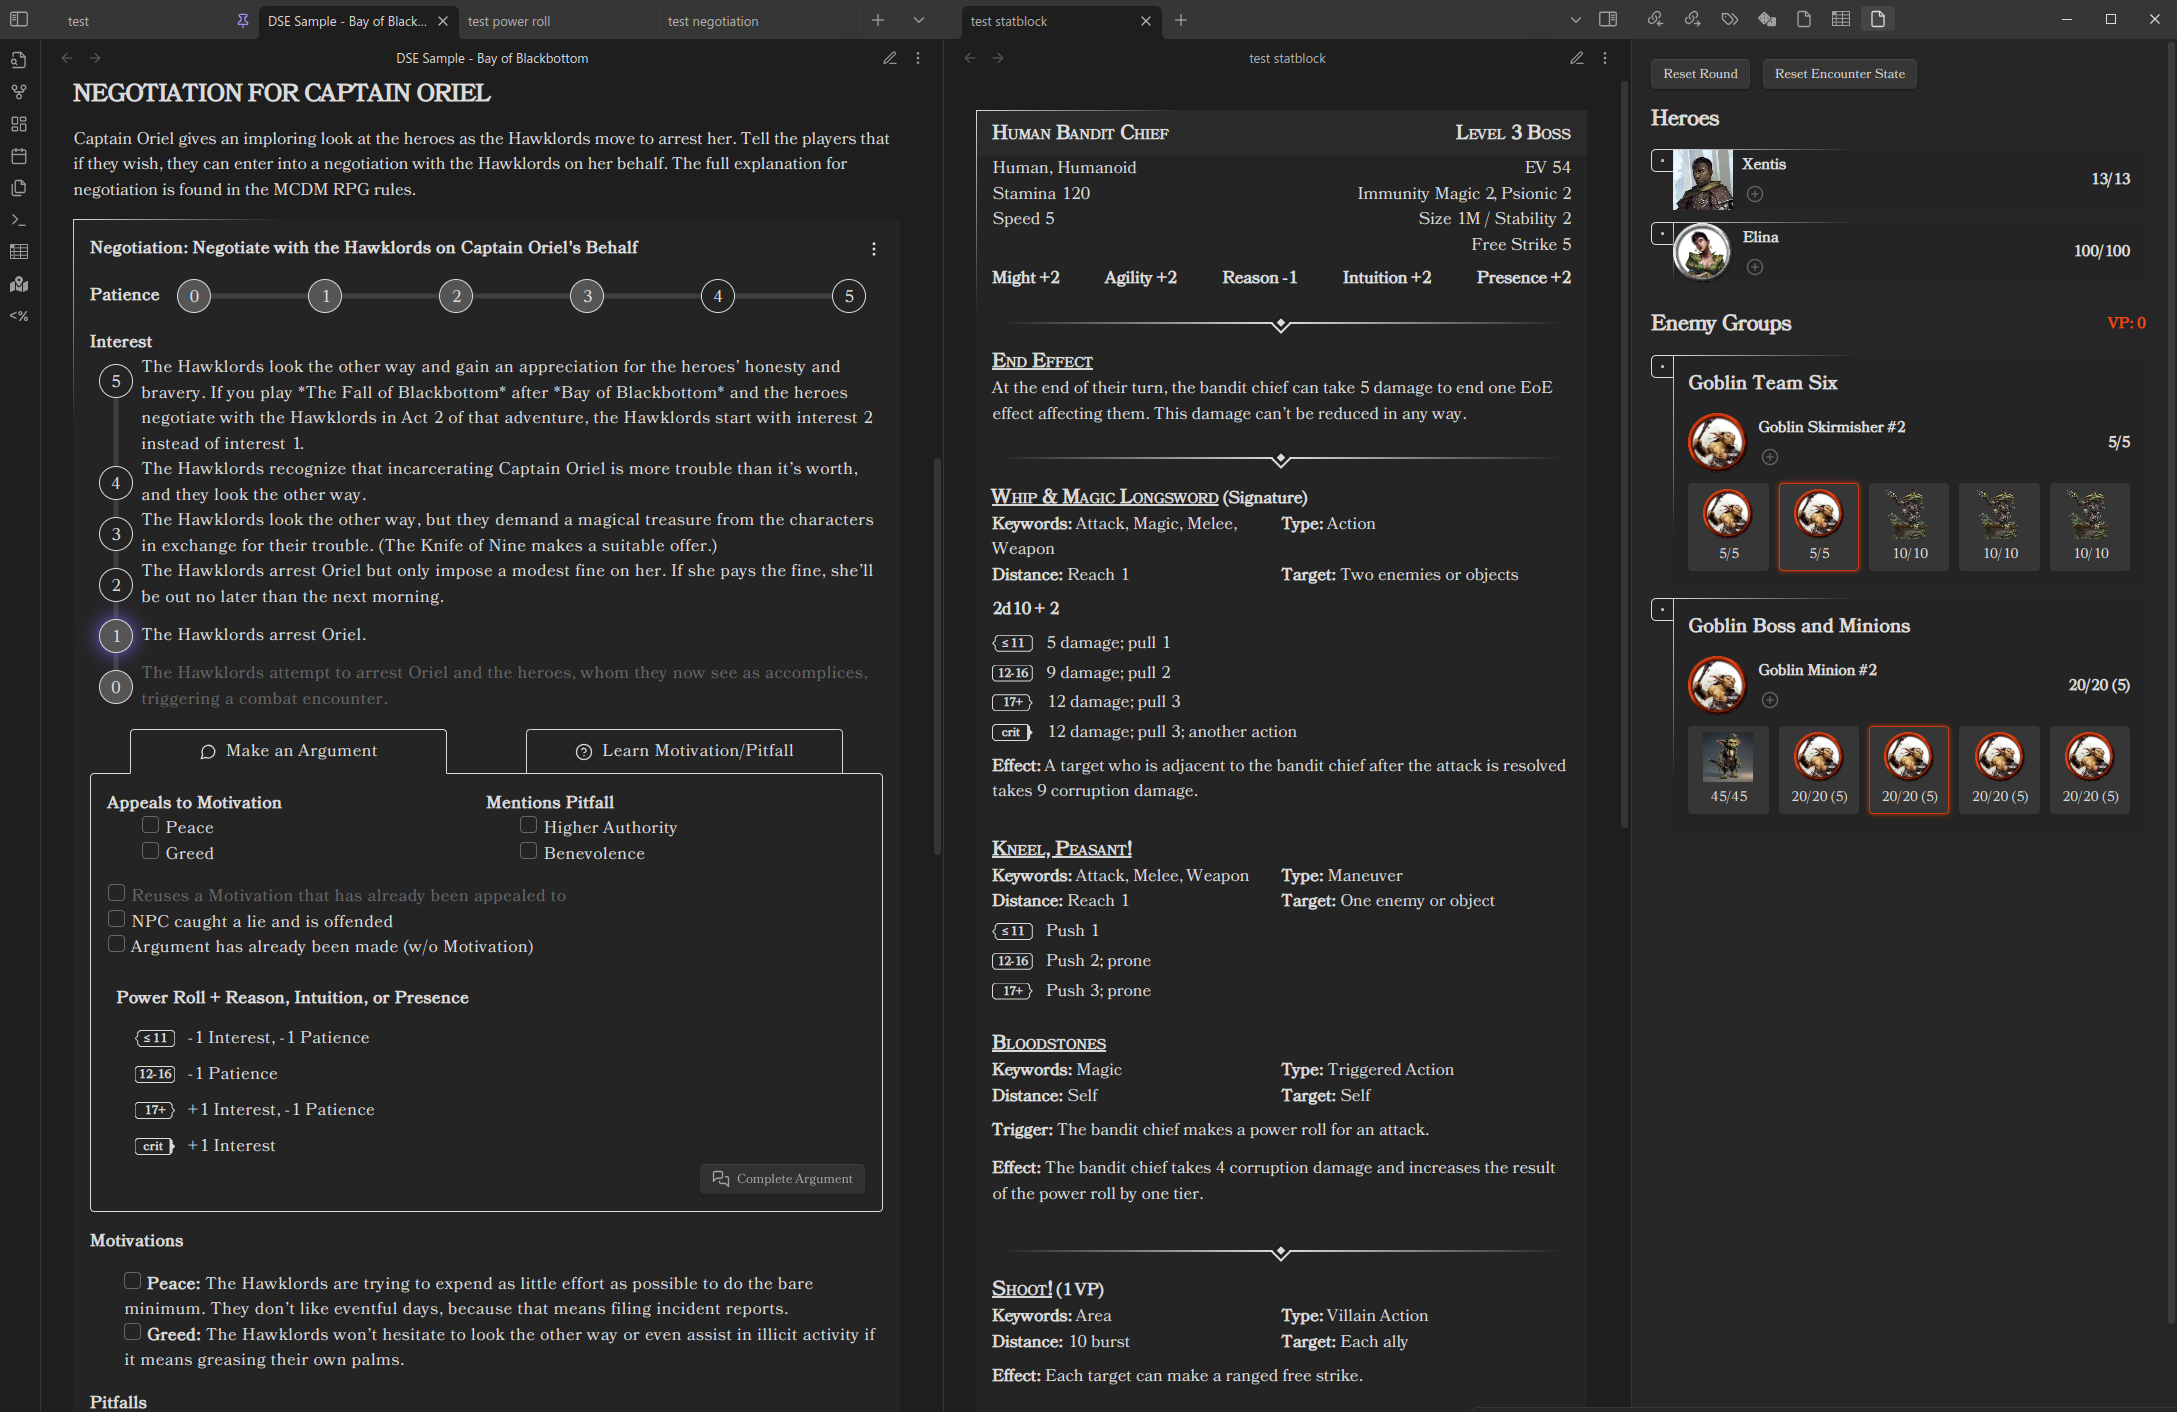 test
DSE Sample - Bay of Black...
test power roll
test negotiation
test statblock
DSE Sample - Bay of Blackbottom
NEGOTIATION FOR CAPTAIN ORIEL
Captain Oriel gives an imploring look at the heroes as the Hawklords move to arrest her. Tell the players that
if they wish, they can enter into a negotiation with the Hawklords on her behalf. The full explanation for
negotiation is found in the MCDM RPG rules.
Negotiation: Negotiate with the Hawklords on Captain Oriel's Behalf
Patience 0 1 2 3 4 5
Interest
5 The Hawklords look the other way and gain an appreciation for the heroes’ honesty and
bravery. If you play *The Fall of Blackbottom* after *Bay of Blackbottom* and the heroes
negotiate with the Hawklords in Act 2 of that adventure, the Hawklords start with interest 2
instead of interest 1.
4 The Hawklords recognize that incarcerating Captain Oriel is more trouble than it’s worth,
and they look the other way.
3 The Hawklords look the other way, but they demand a magical treasure from the characters
in exchange for their trouble. (The Knife of Nine makes a suitable offer.)
2 The Hawklords arrest Oriel but only impose a modest fine on her. If she pays the fine, she’ll
be out no later than the next morning.
1 The Hawklords arrest Oriel.
0 The Hawklords attempt to arrest Oriel and the heroes, whom they now see as accomplices,
triggering a combat encounter.
Make an Argument
Learn Motivation/Pitfall
Appeals to Motivation
Peace
Greed
Mentions Pitfall
Higher Authority
Benevolence
Reuses a Motivation that has already been appealed to
NPC caught a lie and is offended
Argument has already been made (w/o Motivation)
Power Roll + Reason, Intuition, or Presence
≤ 11 -1 Interest, -1 Patience
12-16 -1 Patience
17+ +1 Interest, -1 Patience
crit +1 Interest
Complete Argument
Motivations
Peace: The Hawklords are trying to expend as little effort as possible to do the bare
minimum. They don’t like eventful days, because that means filing incident reports.
Greed: The Hawklords won’t hesitate to look the other way or even assist in illicit activity if
it means greasing their own palms.
Pitfalls
test statblock
Human Bandit Chief Level 3 Boss
Human, Humanoid EV 54
Stamina 120 Immunity Magic 2, Psionic 2
Speed 5 Size 1M / Stability 2
Free Strike 5
Might +2 Agility +2 Reason -1 Intuition +2 Presence +2
End Effect
At the end of their turn, the bandit chief can take 5 damage to end one EoE
effect affecting them. This damage can’t be reduced in any way.
Whip & Magic Longsword (Signature)
Keywords: Attack, Magic, Melee, Type: Action
Weapon
Distance: Reach 1 Target: Two enemies or objects
2d10 + 2
≤ 11 5 damage; pull 1
12-16 9 damage; pull 2
17+ 12 damage; pull 3
crit 12 damage; pull 3; another action
Effect: A target who is adjacent to the bandit chief after the attack is resolved
takes 9 corruption damage.
Kneel, Peasant!
Keywords: Attack, Melee, Weapon Type: Maneuver
Distance: Reach 1 Target: One enemy or object
≤ 11 Push 1
12-16 Push 2; prone
17+ Push 3; prone
Bloodstones
Keywords: Magic Type: Triggered Action
Distance: Self Target: Self
Trigger: The bandit chief makes a power roll for an attack.
Effect: The bandit chief takes 4 corruption damage and increases the result
of the power roll by one tier.
Shoot! (1 VP)
Keywords: Area Type: Villain Action
Distance: 10 burst Target: Each ally
Effect: Each target can make a ranged free strike.
Reset Round Reset Encounter State
Heroes
Xentis 13/13
Elina 100/100
Enemy Groups VP: 0
Goblin Team Six
Goblin Skirmisher #2 5/5
5/5 5/5 10/10 10/10 10/10
Goblin Boss and Minions
Goblin Minion #2 20/20 (5)
45/45 20/20 (5) 20/20 (5) 20/20 (5) 20/20 (5)
<%